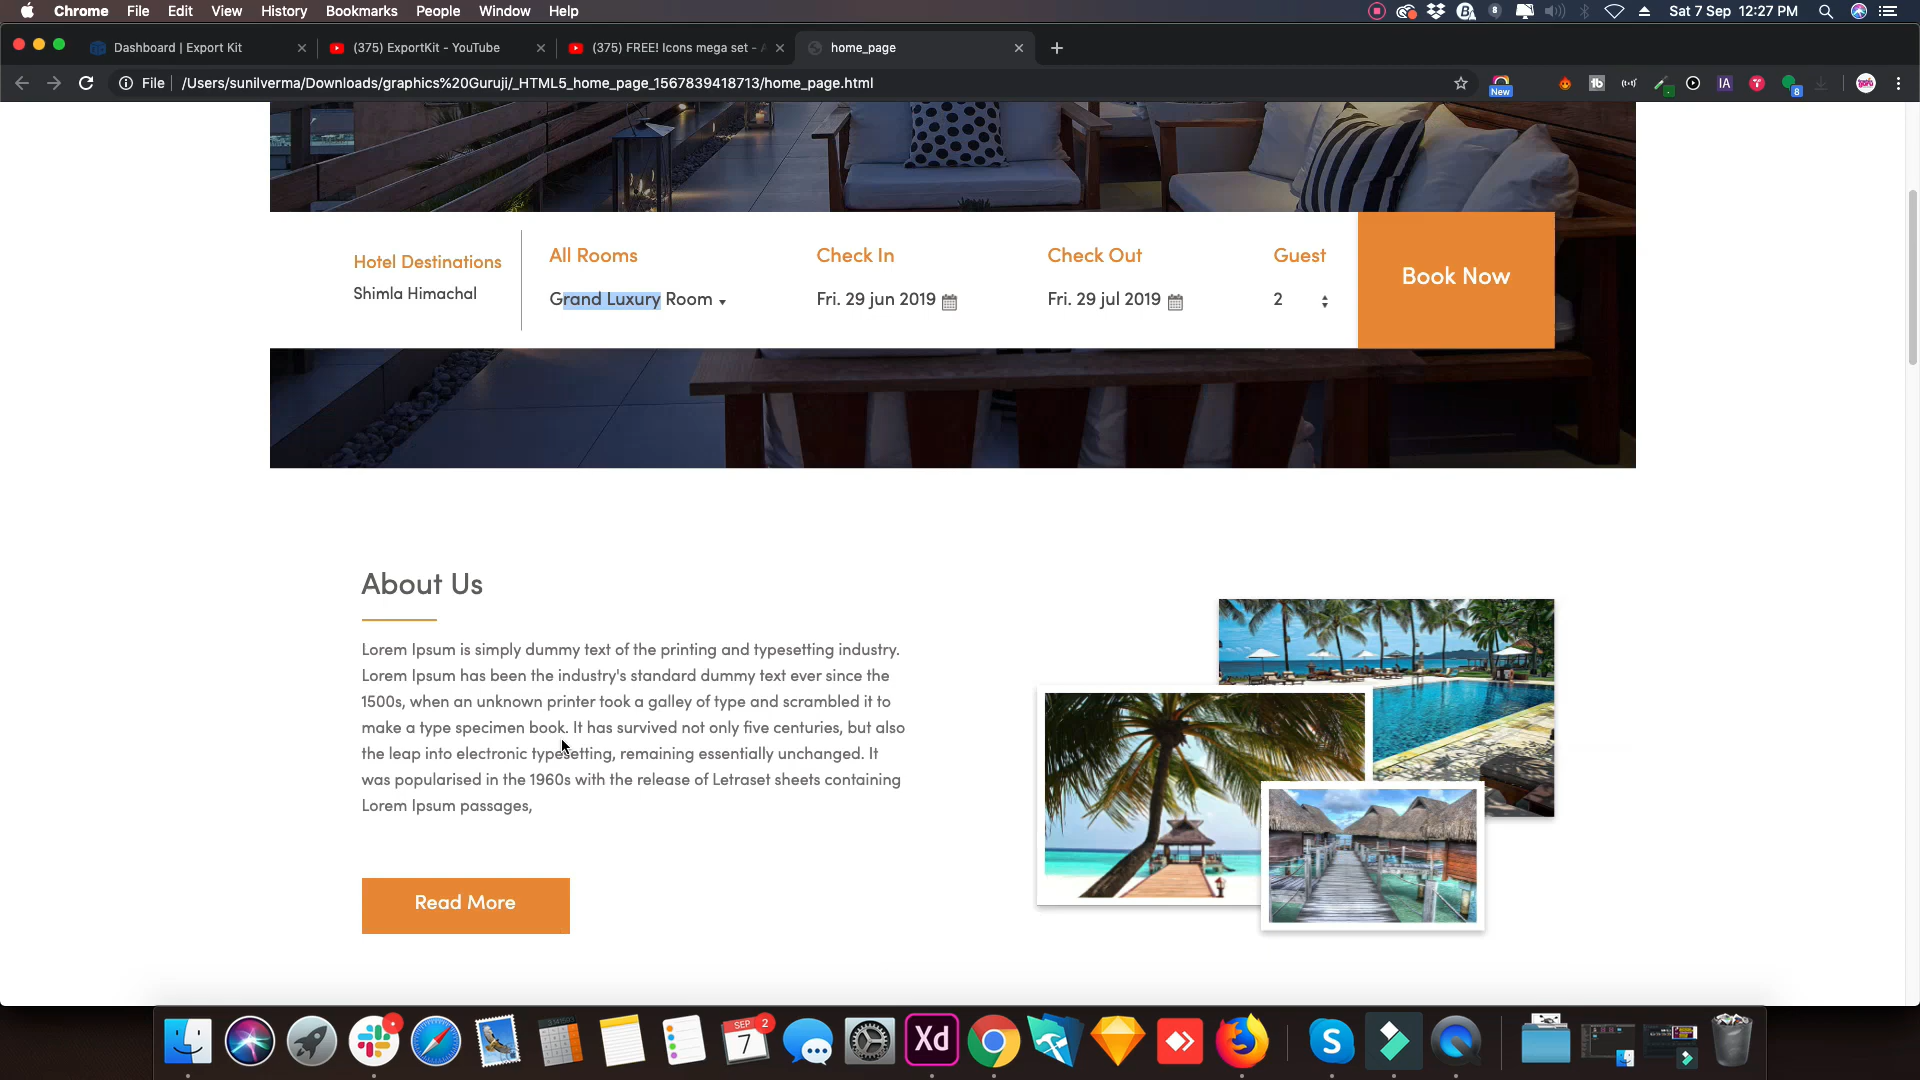 Chrome File Edit View History Bookmarks People Window Help
Sat 7 Sep 12:27 PM
Dashboard | Export Kit
(375) ExportKit - YouTube
(375) FREE! Icons mega set -
home_page
File /Users/sunilverma/Downloads/graphics%20Guruji/_HTML5_home_page_1567839418713/home_page.html
New
IA
8
Hotel Destinations
Shimla Himachal
All Rooms
Grand Luxury Room
Check In
Fri. 29 jun 2019
Check Out
Fri. 29 jul 2019
Guest
2
Book Now
About Us
Lorem Ipsum is simply dummy text of the printing and typesetting industry.
Lorem Ipsum has been the industry's standard dummy text ever since the
1500s, when an unknown printer took a galley of type and scrambled it to
make a type specimen book. It has survived not only five centuries, but also
the leap into electronic typesetting, remaining essentially unchanged. It
was popularised in the 1960s with the release of Letraset sheets containing
Lorem Ipsum passages,
Read More
SEP
7
2
Xd